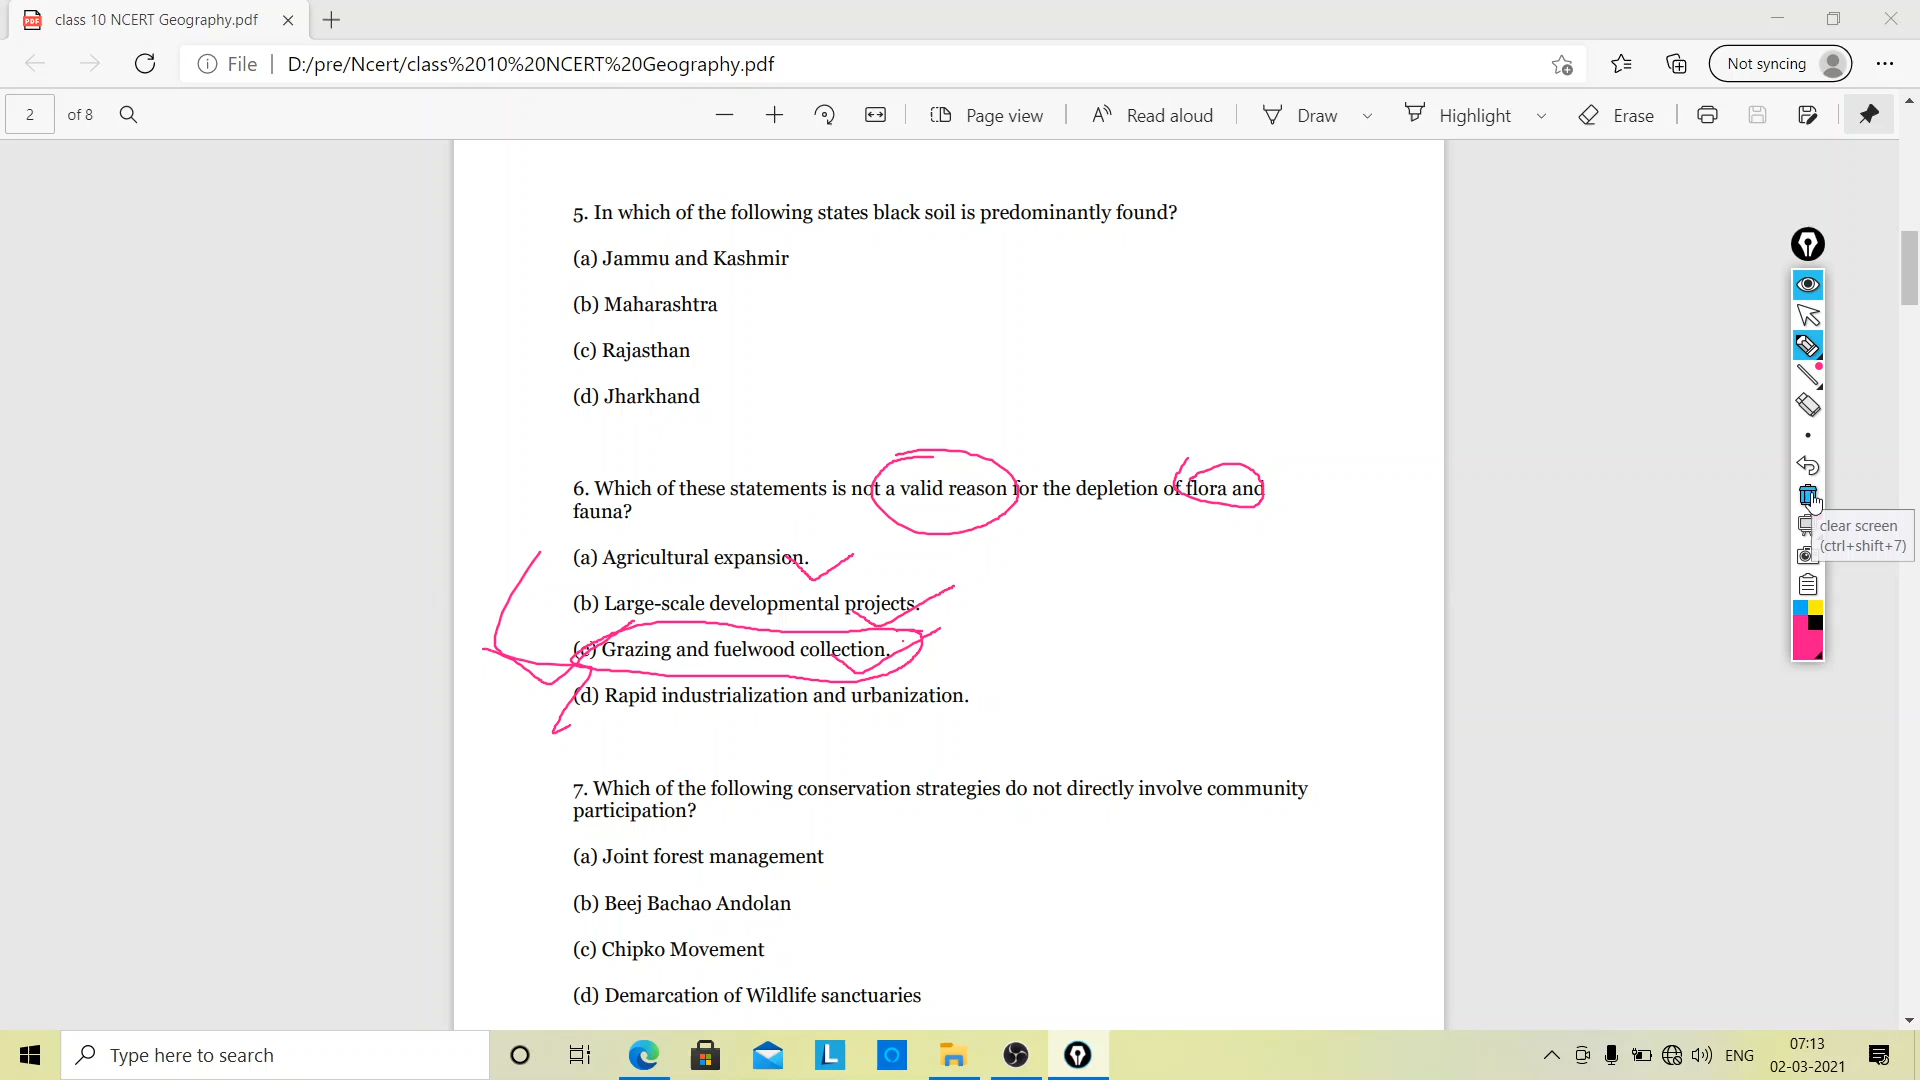 class 10 NCERT Geography.pdf
File
D:/pre/Ncert/class%2010%20NCERT%20Geography.pdf
Not syncing
2 of 8
Page view
Read aloud
Draw
Highlight
Erase
5. In which of the following states black soil is predominantly found?
(a) Jammu and Kashmir
(b) Maharashtra
(c) Rajasthan
(d) Jharkhand
6. Which of these statements is not a valid reason for the depletion of flora and
fauna?
(a) Agricultural expansion.
(b) Large-scale developmental projects.
(c) Grazing and fuelwood collection.
(d) Rapid industrialization and urbanization.
7. Which of the following conservation strategies do not directly involve community
participation?
(a) Joint forest management
(b) Beej Bachao Andolan
(c) Chipko Movement
(d) Demarcation of Wildlife sanctuaries
clear screen
(ctrl+shift+7)
Type here to search
L
ENG
07:13
02-03-2021